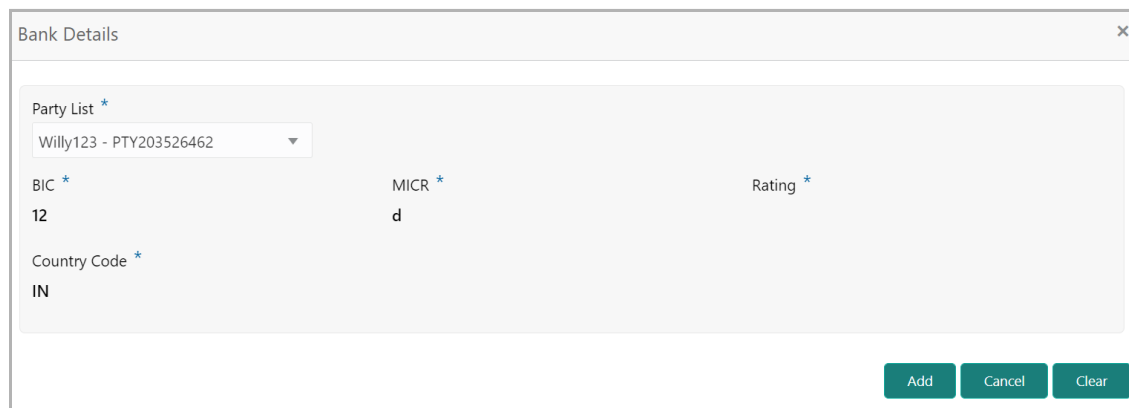 Bank Details ×
Party List *
Willy123 - PTY203526462
BIC * MICR * Rating *
12 d
Country Code *
IN
Add Cancel Clear